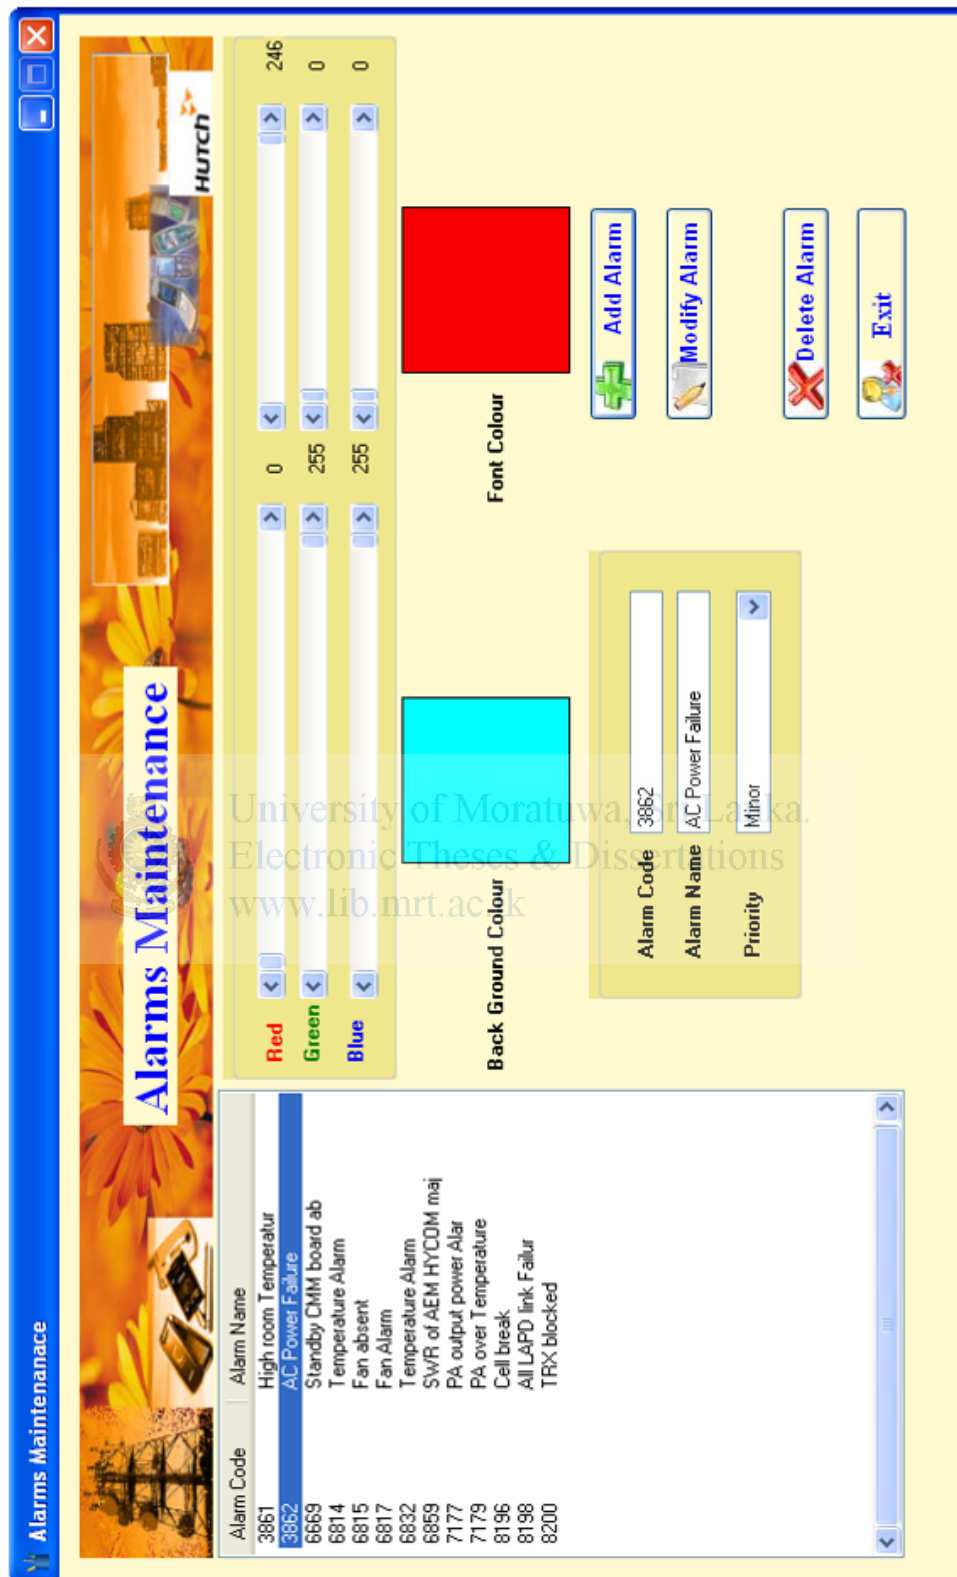 Alarms Maintenanace
Alarms Maintenance
HUTCH
Alarm Code Alarm Name
3861 High room Temperatur
3862 AC Power Failure
6669 Standby CMM board ab
6814 Temperature Alarm
6815 Fan absent
6817 Fan Alarm
6832 Temperature Alarm
6859 SWR of AEM HYCOM maj
7177 PA output power Alar
7179 PA over Temperature
8196 Cell break
8198 All LAPD link Failur
8200 TRX blocked
Red 0 246
Green 255 0
Blue 255 0
Back Ground Colour Font Colour
Alarm Code 3862
Alarm Name AC Power Failure
Priority Minor
Add Alarm
Modify Alarm
Delete Alarm
Exit
University of Moratuwa, Sri Lanka.
Electronic Theses & Dissertations
www.lib.mrt.ac.lk